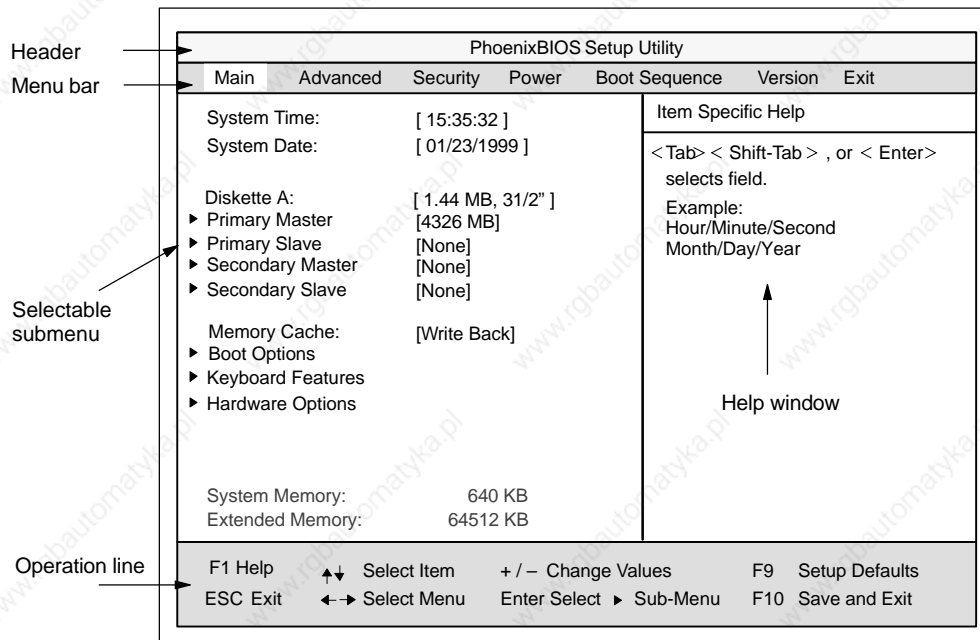 PhoenixBIOS Setup Utility
Header
Menu bar
Main Advanced Security Power Boot Sequence Version Exit
System Time: [ 15:35:32 ]
System Date: [ 01/23/1999 ]
Diskette A: [ 1.44 MB, 31/2” ]
▶ Primary Master [4326 MB]
▶ Primary Slave [None]
▶ Secondary Master [None]
▶ Secondary Slave [None]
Selectable
submenu
Memory Cache: [Write Back]
▶ Boot Options
▶ Keyboard Features
▶ Hardware Options
System Memory: 640 KB
Extended Memory: 64512 KB
Item Specific Help
<Tab> < Shift-Tab > , or < Enter>
selects field.
Example:
Hour/Minute/Second
Month/Day/Year
Help window
Operation line
F1 Help ▲▼ Select Item + / – Change Values F9 Setup Defaults
ESC Exit ◀▶ Select Menu Enter Select ▶ Sub-Menu F10 Save and Exit
www.rgbautomatyka.pl